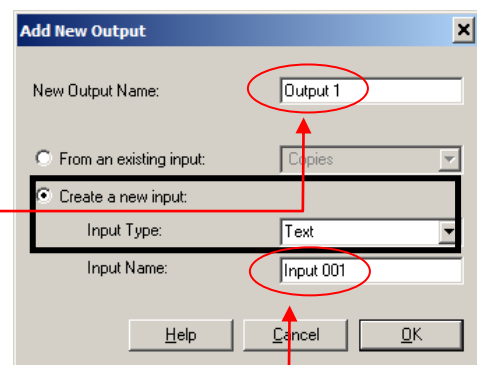 Add New Output
New Output Name: Output 1
From an existing input: Copies
Create a new input:
Input Type: Text
Input Name: Input 001
Help Cancel OK